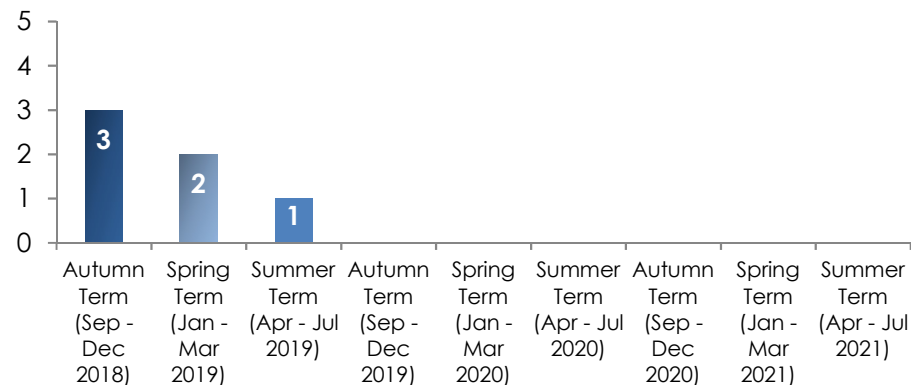 5
4
3
2
1
0
3
2
1
Autumn
Term
(Sep -
Dec
2018)
Spring
Term
(Jan -
Mar
2019)
Summer
Term
(Apr - Jul
2019)
Autumn
Term
(Sep -
Dec
2019)
Spring
Term
(Jan -
Mar
2020)
Summer
Term
(Apr - Jul
2020)
Autumn
Term
(Sep -
Dec
2020)
Spring
Term
(Jan -
Mar
2021)
Summer
Term
(Apr - Jul
2021)